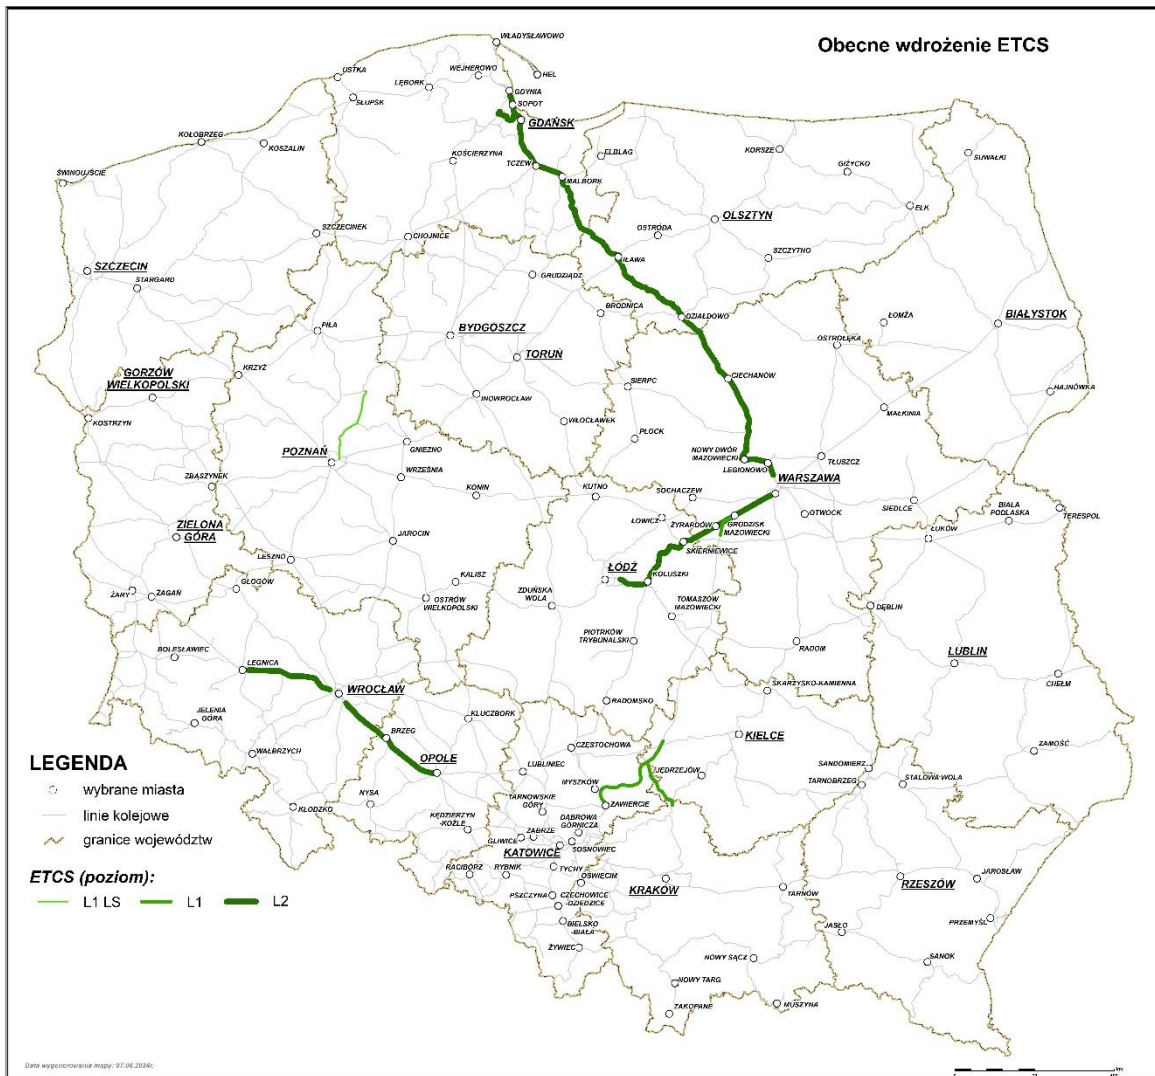 Obecne wdrożenie ETCS
WŁADYSŁAWOWO
HEL
USTKA
WEJHEROWO
LĘBORK
GDYNIA
SŁUPSK
SOPOT
GDAŃSK
KOŁOBRZEG
KOSZALIN
KOŚCIERZYNA
ELBLĄG
KORSZE
GIŻYCKO
SUWAŁKI
TCZEW
MALBORK
ŚWINOUJŚCIE
EŁK
OLSZTYN
OSTRÓDA
SZCZECINEK
CHOJNICE
SZCZYTNO
IŁAWA
SZCZECIN
STARGARD
GRUDZIĄDZ
BRODNICA
DZIAŁDOWO
ŁOMŻA
BIAŁYSTOK
PIŁA
BYDGOSZCZ
OSTROŁĘKA
TORUŃ
GORZÓW
WIELKOPOLSKI
KRZYŻ
CIECHANÓW
SIERPC
HAJNÓWKA
INOWROCŁAW
MAŁKINIA
KOSTRZYN
WŁOCŁAWEK
PŁOCK
GNIEZNO
POZNAŃ
NOWY DWÓR
MAZOWIECKI
TŁUSZCZ
LEGIONOWO
WRZEŚNIA
WARSZAWA
ZBĄSZYNEK
KONIN
KUTNO
SOCHACZEW
SIEDLCE
BIAŁA
PODLASKA
TERESPOL
OTWOCK
ŁOWICZ
ŻYRARDÓW
GRODZISK
MAZOWIECKI
ZIELONA
GÓRA
ŁUKÓW
JAROCIN
SKIERNIEWICE
LESZNO
ŁÓDŹ
KOLUSZKI
GŁOGÓW
KALISZ
ŻARY
ŻAGAŃ
ZDUŃSKA
WOLA
OSTRÓW
WIELKOPOLSKI
DĘBLIN
TOMASZÓW
MAZOWIECKI
PIOTRKÓW
TRYBUNALSKI
RADOM
LUBLIN
BOLESŁAWIEC
LEGNICA
CHEŁM
WROCŁAW
SKARŻYSKO-KAMIENNA
RADOMSKO
JELENIA
GÓRA
KLUCZBORK
BRZEG
KIELCE
WAŁBRZYCH
CZĘSTOCHOWA
ZAMOŚĆ
OPOLE
LUBLINIEC
SANDOMIERZ
JĘDRZEJÓW
TARNOBRZEG
STALOWA WOLA
MYSZKÓW
NYSA
KŁODZKO
TARNOWSKIE
GÓRY
ZAWIERCIE
KĘDZIERZYN
-KOŹLE
DĄBROWA
GÓRNICZA
ZABRZE
GLIWICE
SOSNOWIEC
KATOWICE
RACIBÓRZ
RYBNIK
TYCHY
OŚWIĘCIM
KRAKÓW
RZESZÓW
JAROSŁAW
TARNÓW
PSZCZYNA
CZECHOWICE
-DZIEDZICE
PRZEMYŚL
BIELSKO
-BIAŁA
JASŁO
ŻYWIEC
NOWY SĄCZ
SANOK
NOWY TARG
MUSZYNA
ZAKOPANE
LEGENDA
wybrane miasta
linie kolejowe
granice województw
ETCS (poziom):
L1 LS
L1
L2
Data wygenerowania mapy: 07.06.2024r.
km